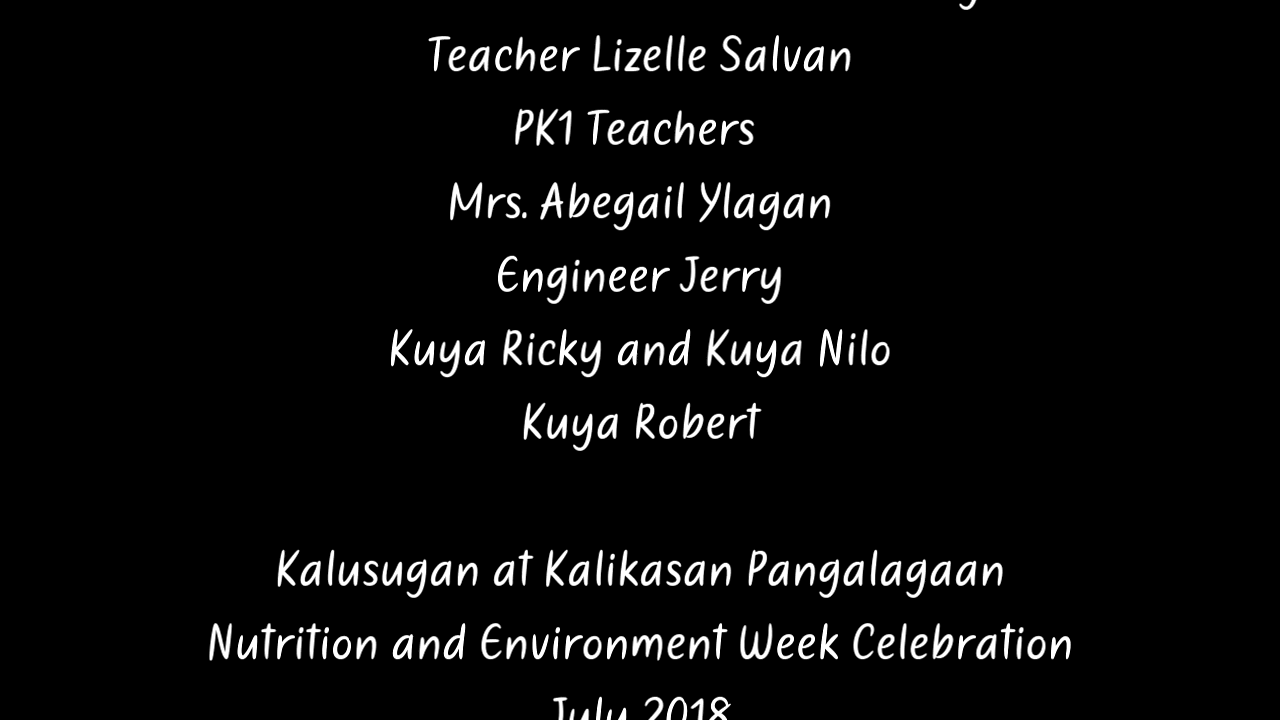 Teacher Lizelle Salvan
PK1 Teachers
Mrs. Abegail Ylagan
Engineer Jerry
Kuya Ricky and Kuya Nilo
Kuya Robert
Kalusugan at Kalikasan Pangalagaan
Nutrition and Environment Week Celebration
July 2018